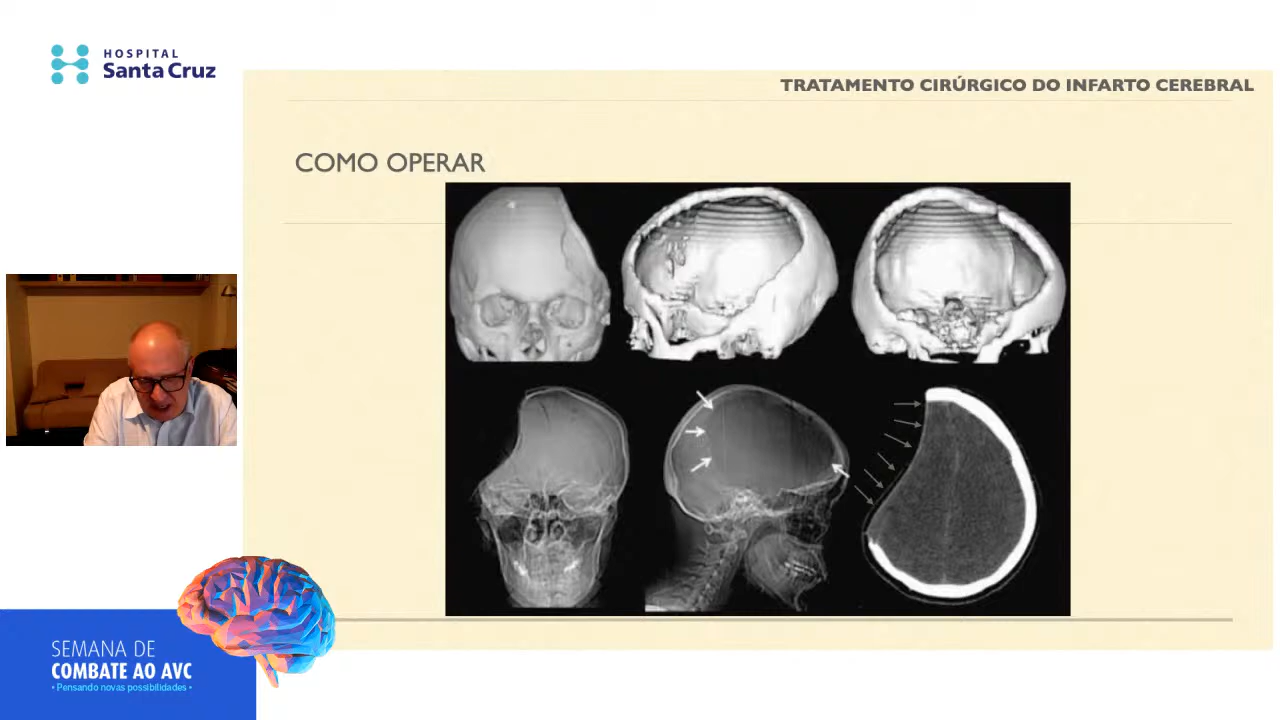 HOSPITAL
Santa Cruz
TRATAMENTO CIRÚRGICO DO INFARTO CEREBRAL
COMO OPERAR
SEMANA DE
COMBATE AO AVC
• Pensando novas possibilidades •